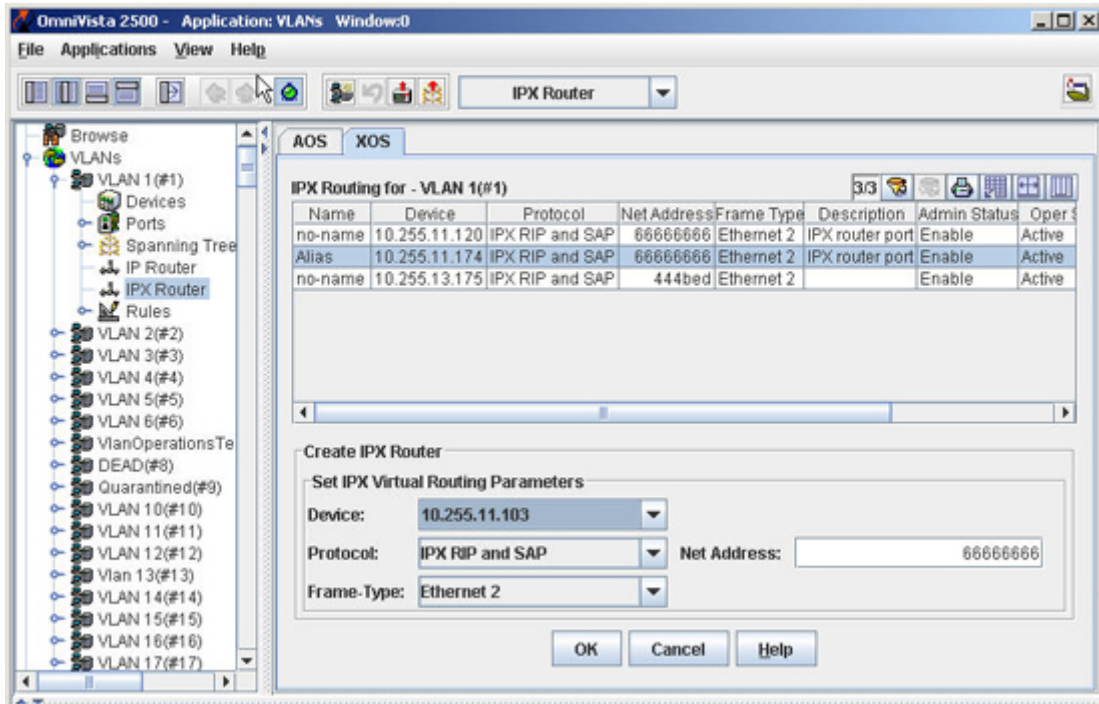 OmniVista 2500 - Application: VLANs Window:0
File Applications View Help
IPX Router
Browse
VLANs
VLAN 1(#1)
Devices
Ports
Spanning Tree
IP Router
IPX Router
Rules
VLAN 2(#2)
VLAN 3(#3)
VLAN 4(#4)
VLAN 5(#5)
VLAN 6(#6)
VlanOperationsTe
DEAD(#8)
Quarantined(#9)
VLAN 10(#10)
VLAN 11(#11)
VLAN 12(#12)
Vlan 13(#13)
VLAN 14(#14)
VLAN 15(#15)
VLAN 16(#16)
VLAN 17(#17)
AOS XOS
IPX Routing for - VLAN 1(#1) 3/3
Name Device Protocol Net Address Frame Type Description Admin Status Oper S
no-name 10.255.11.120 IPX RIP and SAP 66666666 Ethernet 2 IPX router port Enable Active
Alias 10.255.11.174 IPX RIP and SAP 66666666 Ethernet 2 IPX router port Enable Active
no-name 10.255.13.175 IPX RIP and SAP 444bed Ethernet 2 Enable Active
Create IPX Router
Set IPX Virtual Routing Parameters
Device: 10.255.11.103
Protocol: IPX RIP and SAP Net Address: 66666666
Frame-Type: Ethernet 2
OK Cancel Help